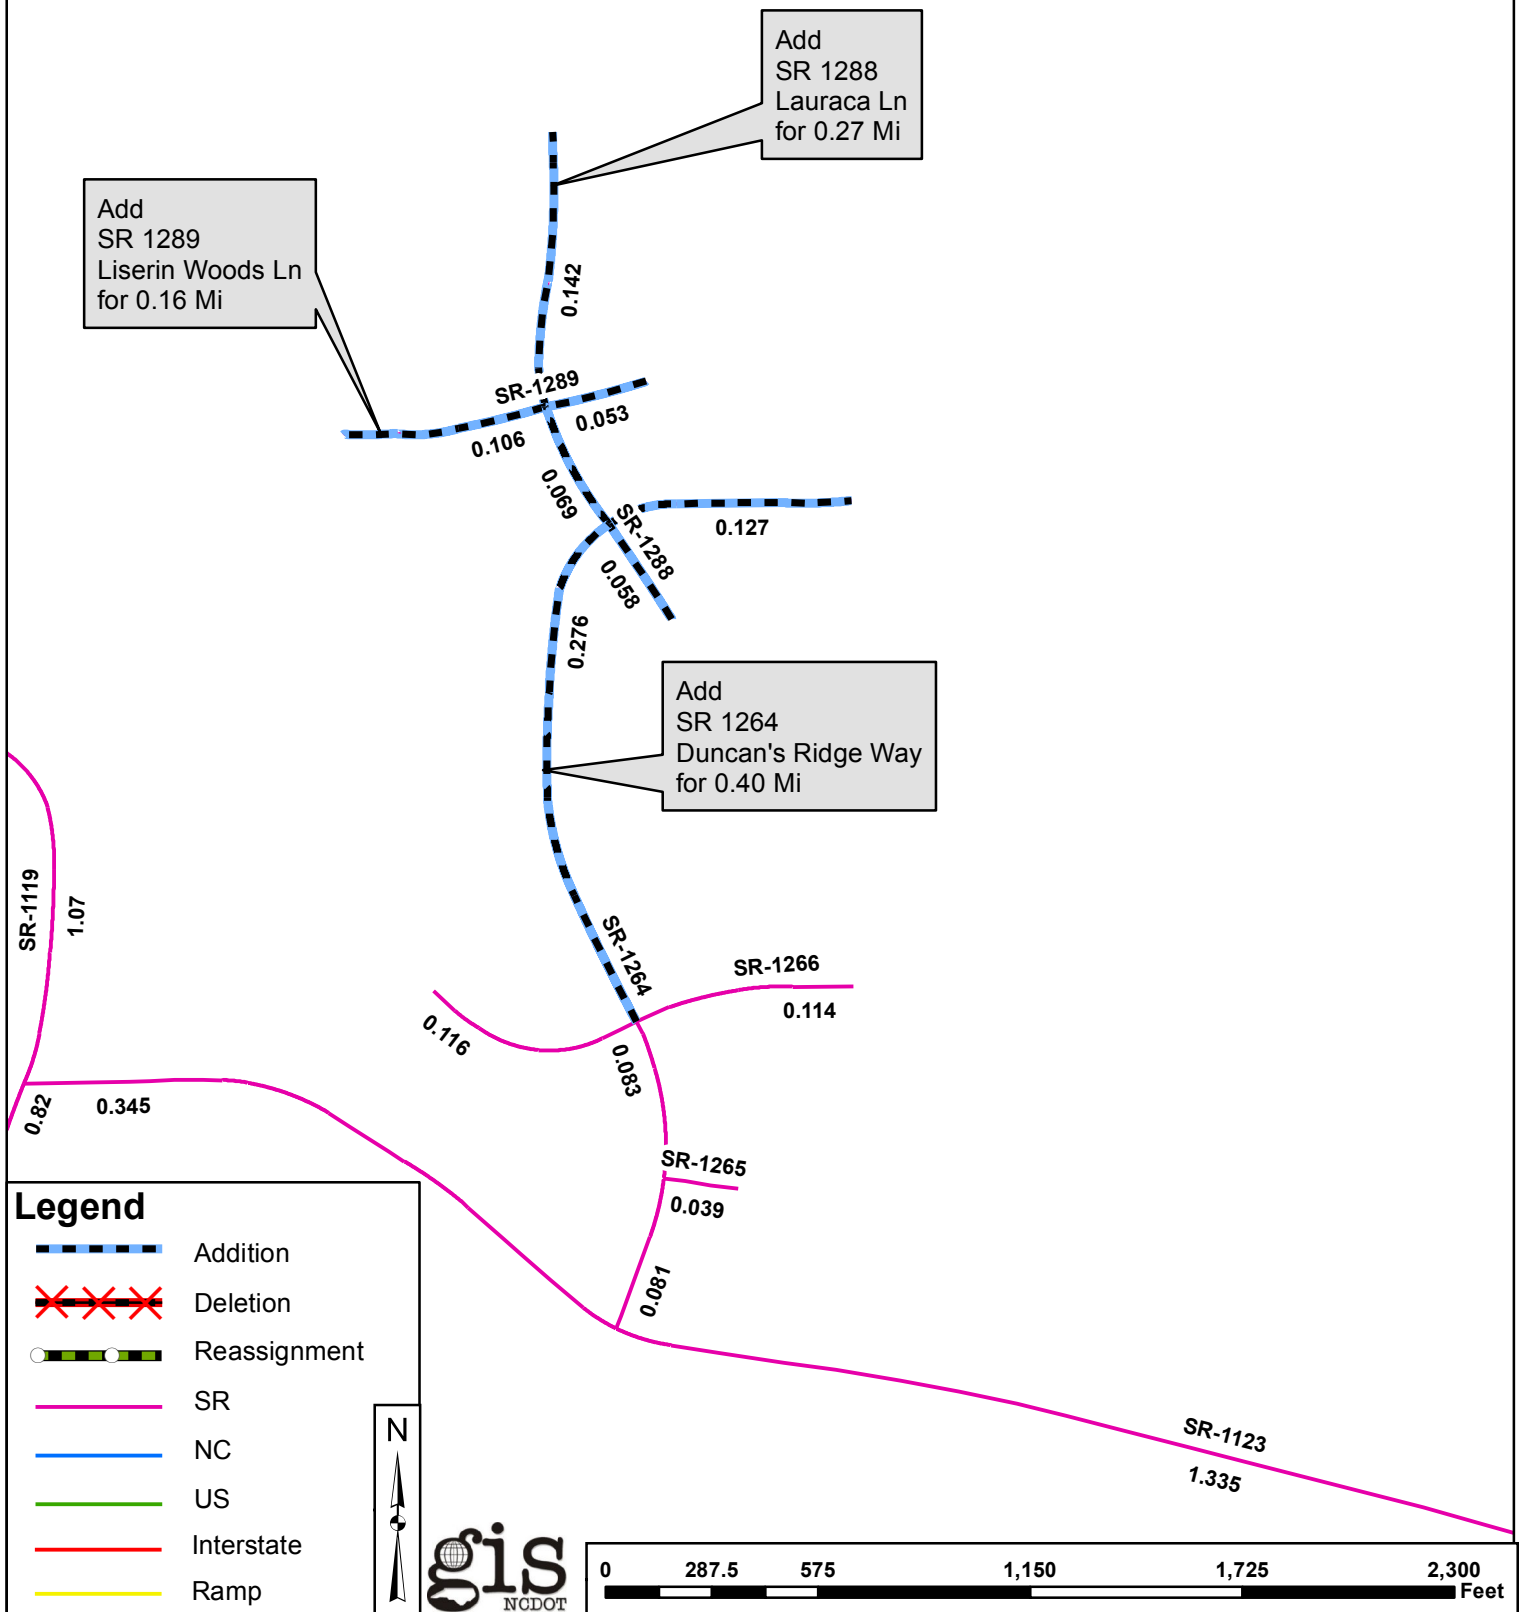 Add
SR 1288
Lauraca Ln
for 0.27 Mi
Add
SR 1289
Liserin Woods Ln
for 0.16 Mi
0.142
SR-1289
0.053
0.106
0.069
SR-1288
0.127
0.058
0.276
Add
SR 1264
Duncan's Ridge Way
for 0.40 Mi
SR-1119
1.07
SR-1264
SR-1266
0.114
0.116
0.083
0.82
0.345
SR-1265
0.039
0.081
SR-1123
1.335
Legend
Addition
Deletion
Reassignment
SR
NC
US
Interstate
Ramp
N
gis
NCDOT
0 287.5 575 1,150 1,725 2,300
Feet